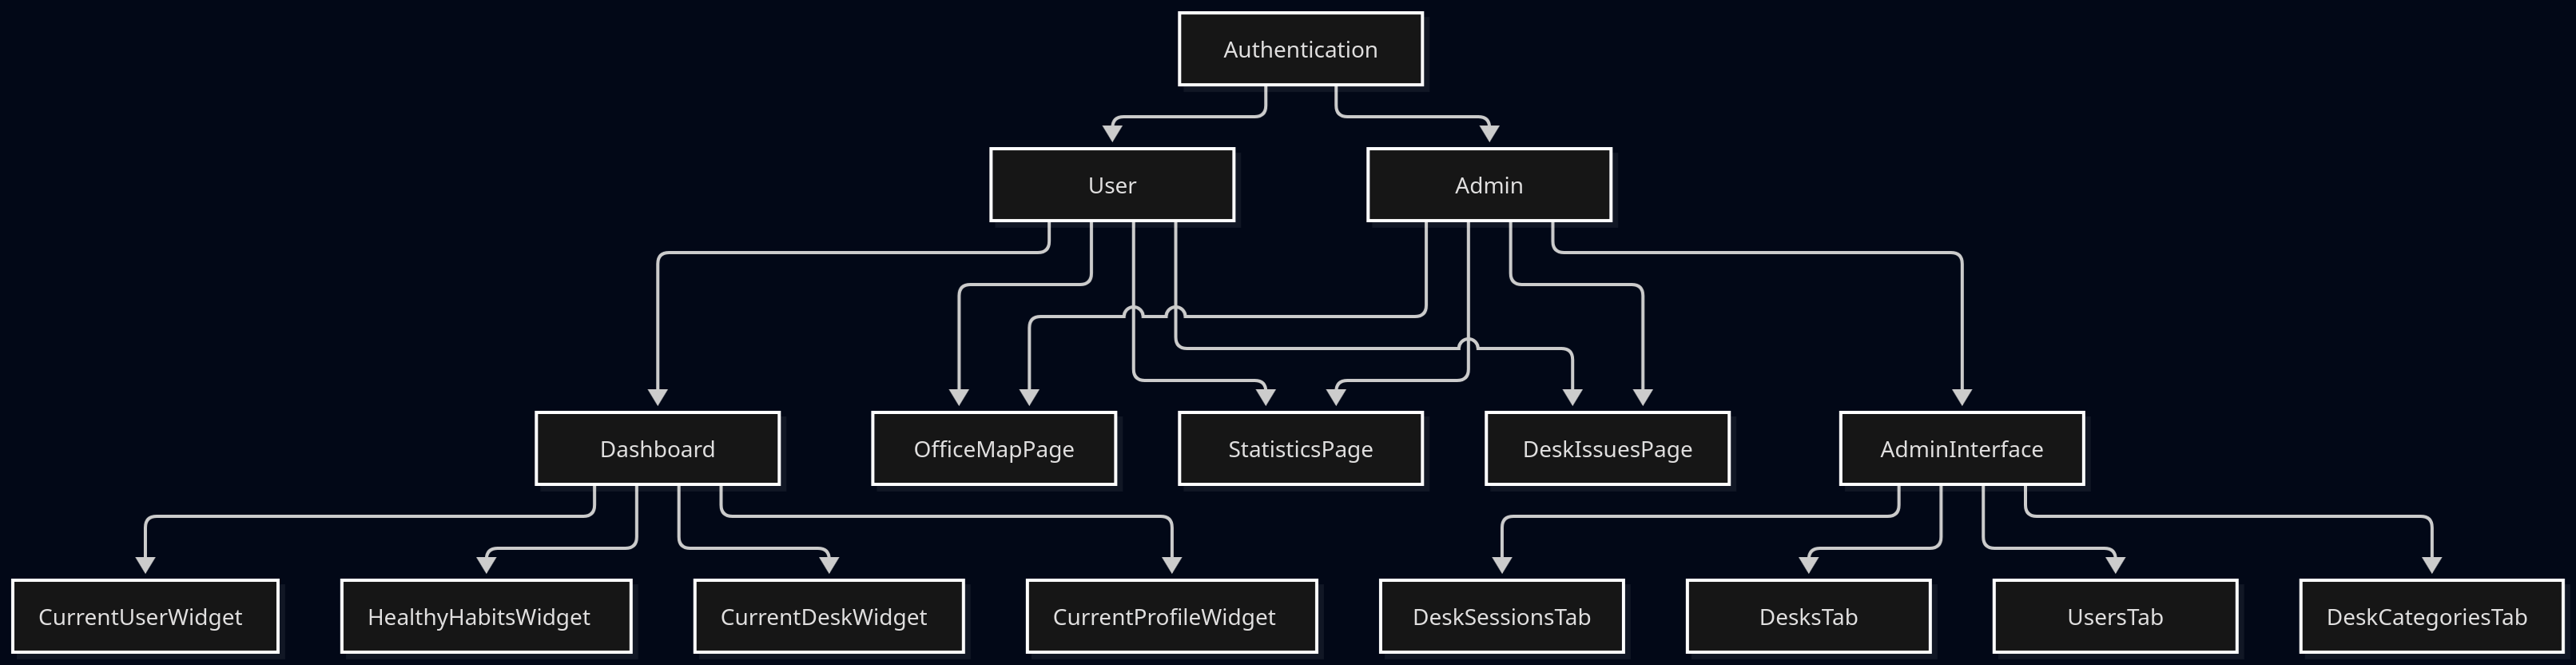 Authentication
User
Admin
Dashboard
OfficeMapPage
StatisticsPage
DeskIssuesPage
AdminInterface
CurrentUserWidget
HealthyHabitsWidget
CurrentDeskWidget
CurrentProfileWidget
DeskSessionsTab
DesksTab
UsersTab
DeskCategoriesTab